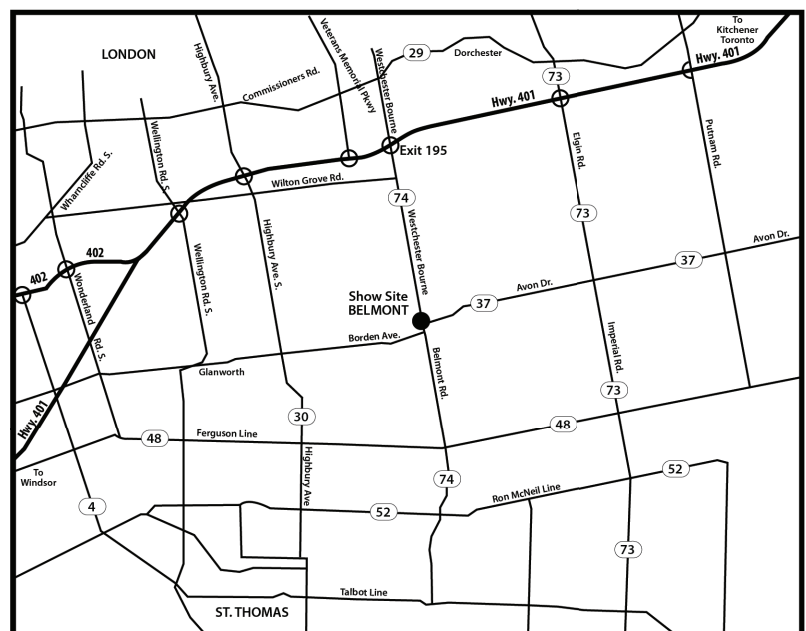 To
Kitchener
Toronto
LONDON
Highbury Ave.
Veterans Memorial Pkwy
Westchester Bourne
29
Dorchester
Hwy. 401
73
Commissioners Rd.
Hwy. 401
Wharncliffe Rd. S.
Wellington Rd. S.
Exit 195
Elgin Rd.
Putnam Rd.
Wilton Grove Rd.
74
73
Westchester Bourne
Highbury Ave. S.
Wellington Rd. S.
402
402
Wonderland Rd. S.
Avon Dr.
37
Avon Dr.
37
Show Site
BELMONT
Borden Ave.
Imperial Rd.
Belmont Rd.
Glanworth
73
30
48
Hwy. 401
48
Ferguson Line
Highbury Ave
To
Windsor
52
74
Ron McNeil Line
4
52
73
Talbot Line
ST. THOMAS